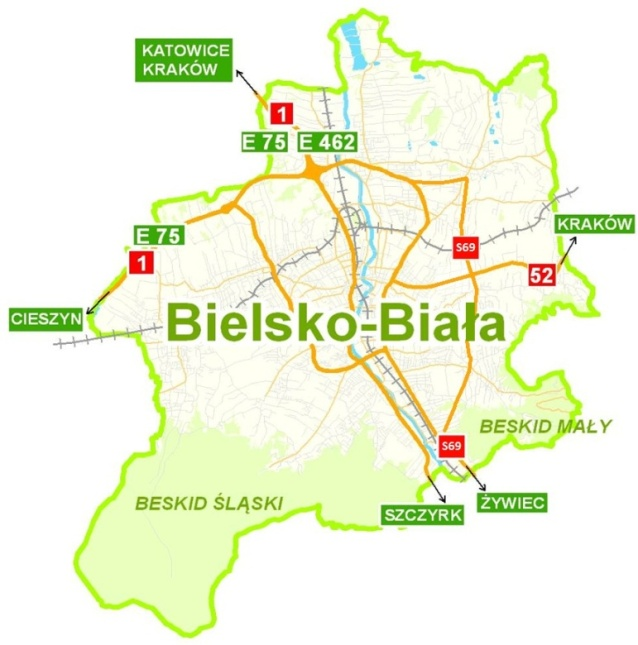 KATOWICE
KRAKÓW
1
E 75
E 462
E 75
1
KRAKÓW
S69
52
CIESZYN
Bielsko-Biała
BESKID MAŁY
S69
BESKID ŚLĄSKI
ŻYWIEC
SZCZYRK